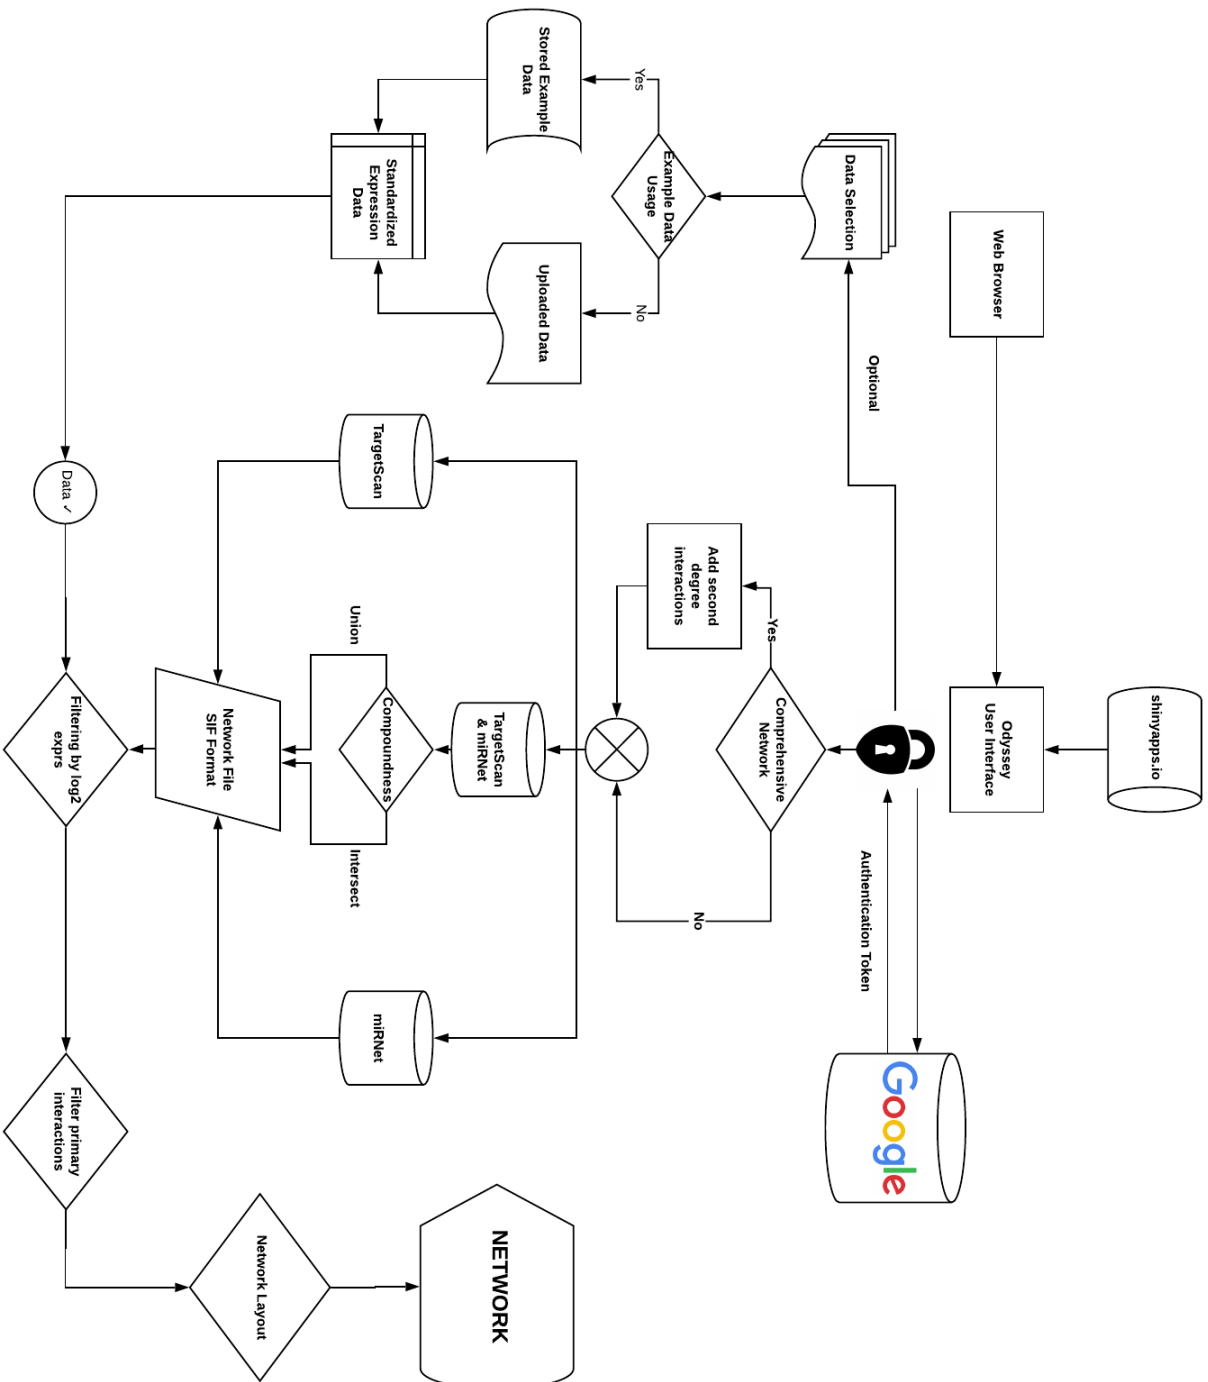 shinyapps.io
Web Browser
Odyssey
User Interface
Google
Authentication Token
Optional
Data Selection
Comprehensive
Network
Yes
No
Add second
degree
interactions
Example Data
Usage
Yes
No
Stored Example
Data
Uploaded Data
Standardized
Expression
Data
TargetScan
TargetScan
& miRNet
miRNet
Compoundness
Union
Intersect
Network File
SIF Format
Data ✓
Filtering by log2
exprs
Filter primary
interactions
Network Layout
NETWORK